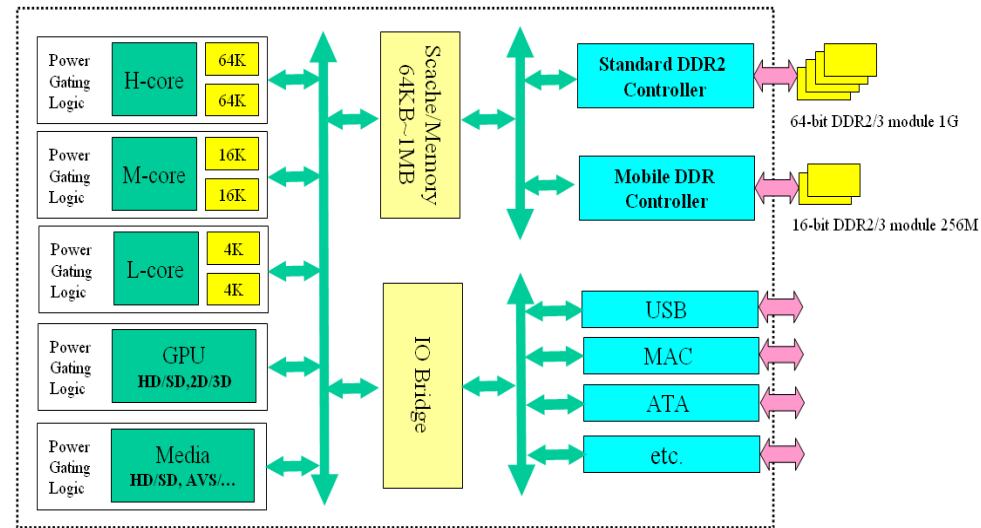 Power
Gating
Logic
H-core
64K
64K
Power
Gating
Logic
M-core
16K
16K
Power
Gating
Logic
L-core
4K
4K
Power
Gating
Logic
GPU
HD/SD,2D/3D
Power
Gating
Logic
Media
HD/SD, AVS/...
Scache/Memory
64KB~1MB
IO Bridge
Standard DDR2
Controller
64-bit DDR2/3 module 1G
Mobile DDR
Controller
16-bit DDR2/3 module 256M
USB
MAC
ATA
etc.